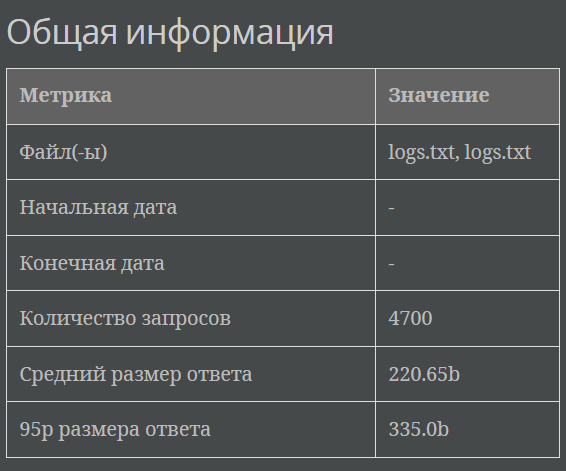 Общая информация
Метрика Значение
Файл(-ы) logs.txt, logs.txt
Начальная дата -
Конечная дата -
Количество запросов 4700
Средний размер ответа 220.65b
95p размера ответа 335.0b